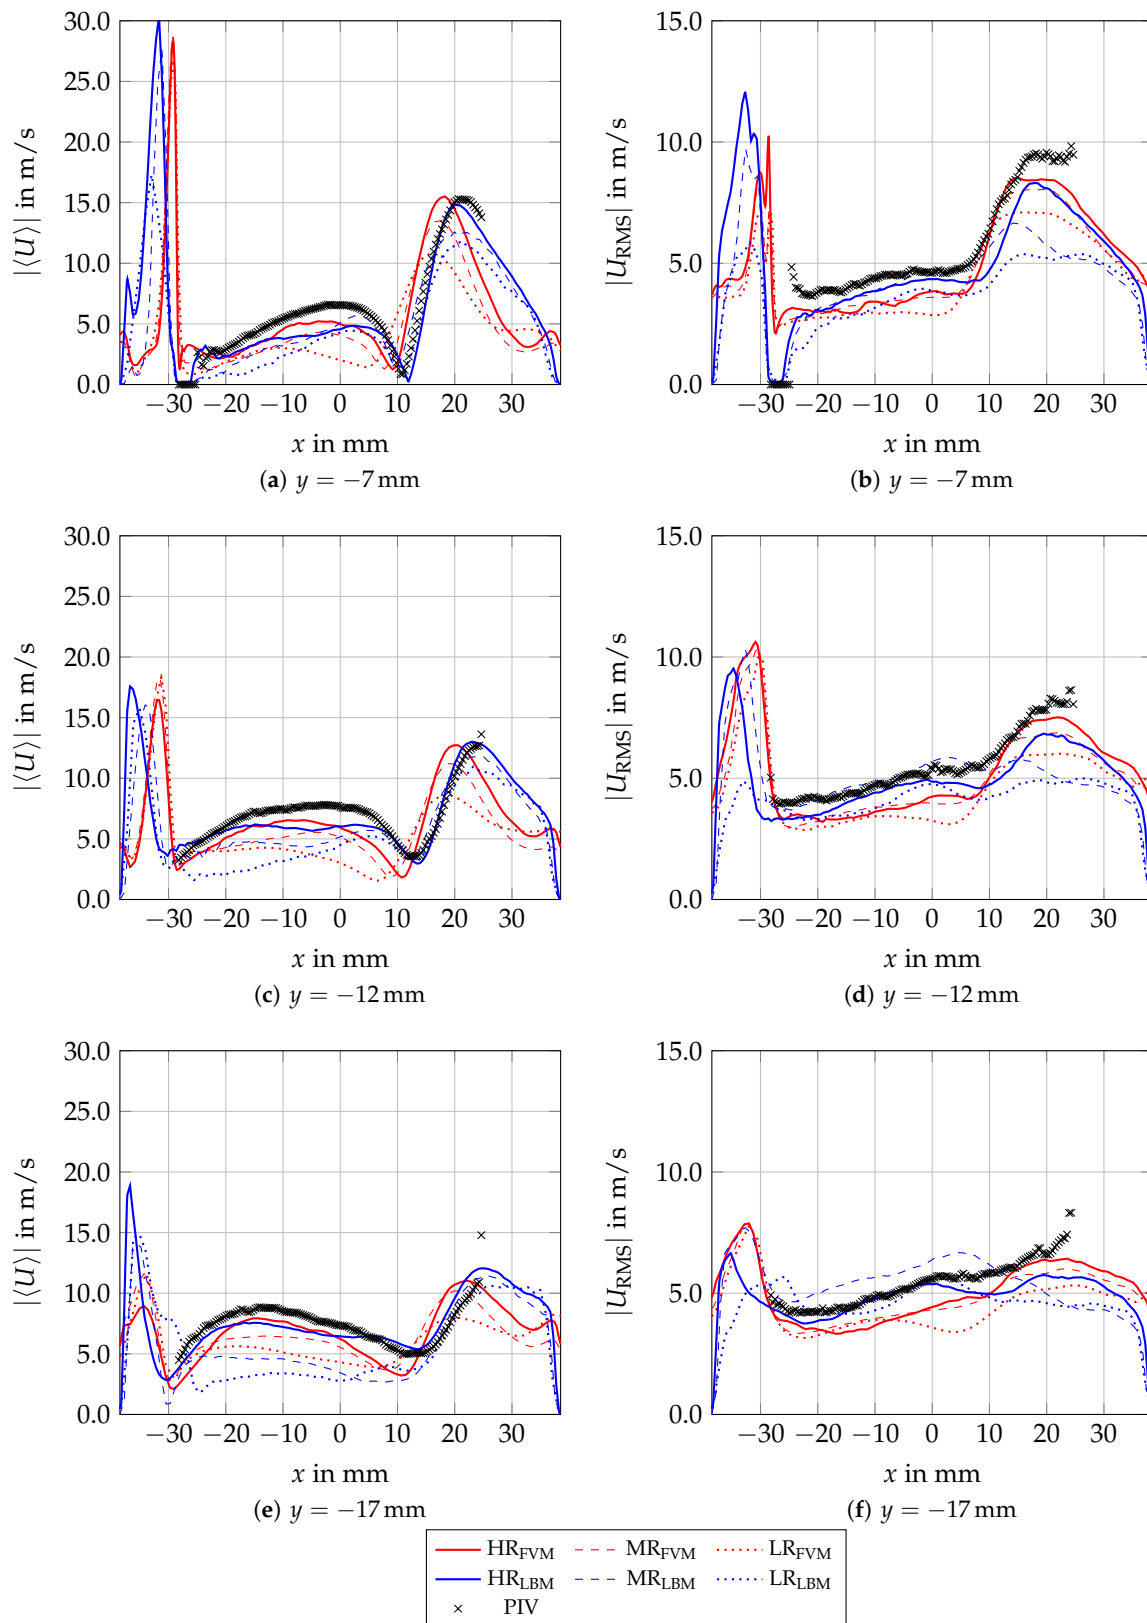 30.0
25.0
20.0
15.0
10.0
5.0
0.0
−30 −20 −10 0 10 20 30
|⟨U⟩| in m/s
x in mm
(a) y = −7 mm
15.0
10.0
5.0
0.0
−30 −20 −10 0 10 20 30
|U_RMS| in m/s
x in mm
(b) y = −7 mm
30.0
25.0
20.0
15.0
10.0
5.0
0.0
−30 −20 −10 0 10 20 30
|⟨U⟩| in m/s
x in mm
(c) y = −12 mm
15.0
10.0
5.0
0.0
−30 −20 −10 0 10 20 30
|U_RMS| in m/s
x in mm
(d) y = −12 mm
30.0
25.0
20.0
15.0
10.0
5.0
0.0
−30 −20 −10 0 10 20 30
|⟨U⟩| in m/s
x in mm
(e) y = −17 mm
15.0
10.0
5.0
0.0
−30 −20 −10 0 10 20 30
|U_RMS| in m/s
x in mm
(f) y = −17 mm
HR_FVM MR_FVM LR_FVM
HR_LBM MR_LBM LR_LBM
PIV